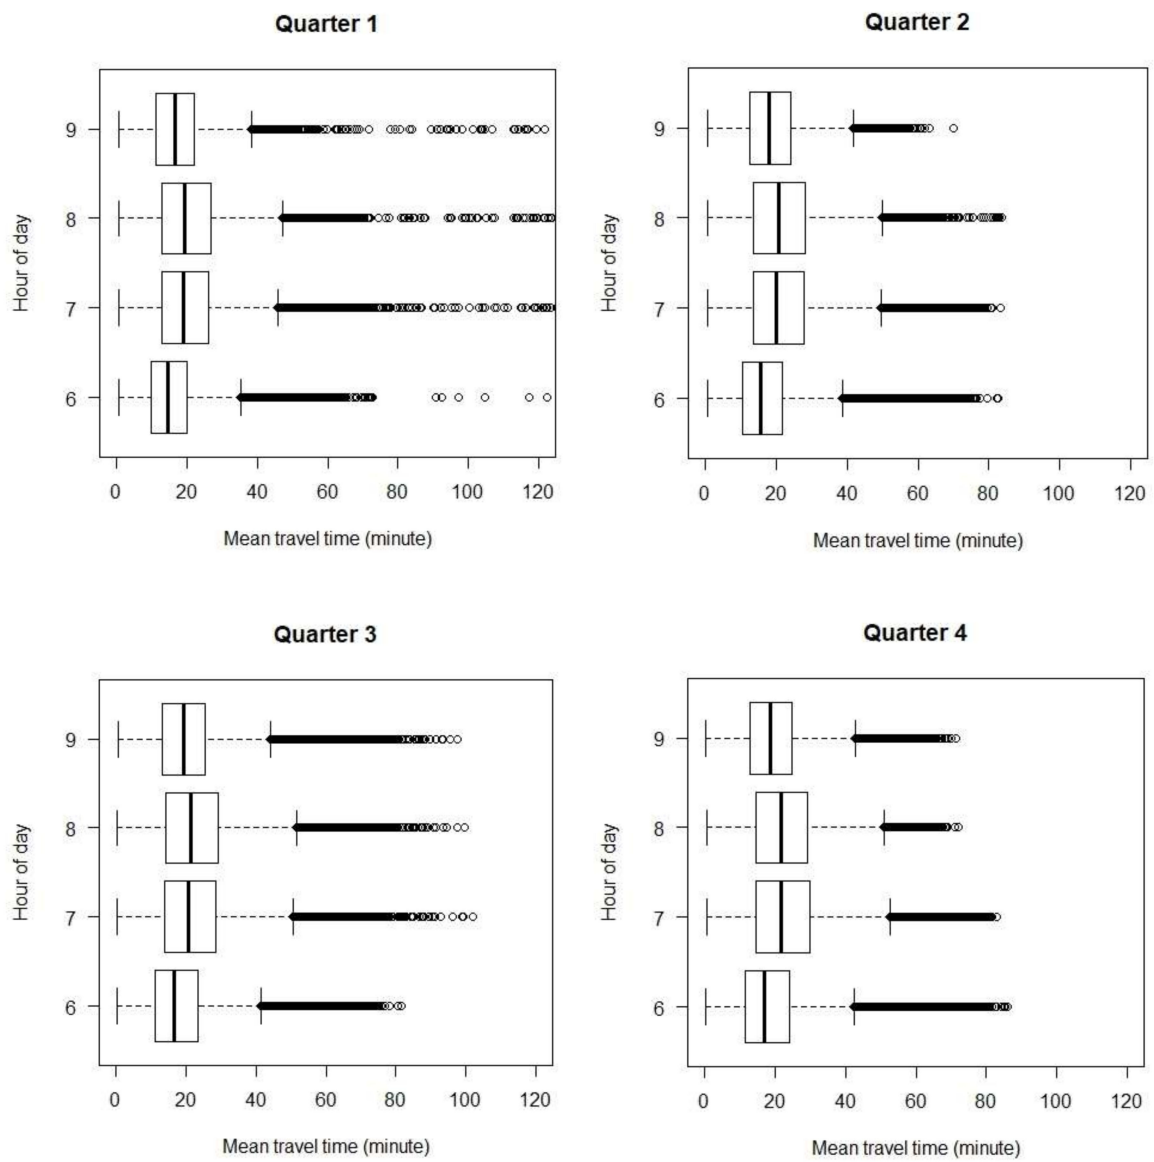 Quarter 1
Hour of day
9
8
7
6
0 20 40 60 80 100 120
Mean travel time (minute)
Quarter 2
Hour of day
9
8
7
6
0 20 40 60 80 100 120
Mean travel time (minute)
Quarter 3
Hour of day
9
8
7
6
0 20 40 60 80 100 120
Mean travel time (minute)
Quarter 4
Hour of day
9
8
7
6
0 20 40 60 80 100 120
Mean travel time (minute)